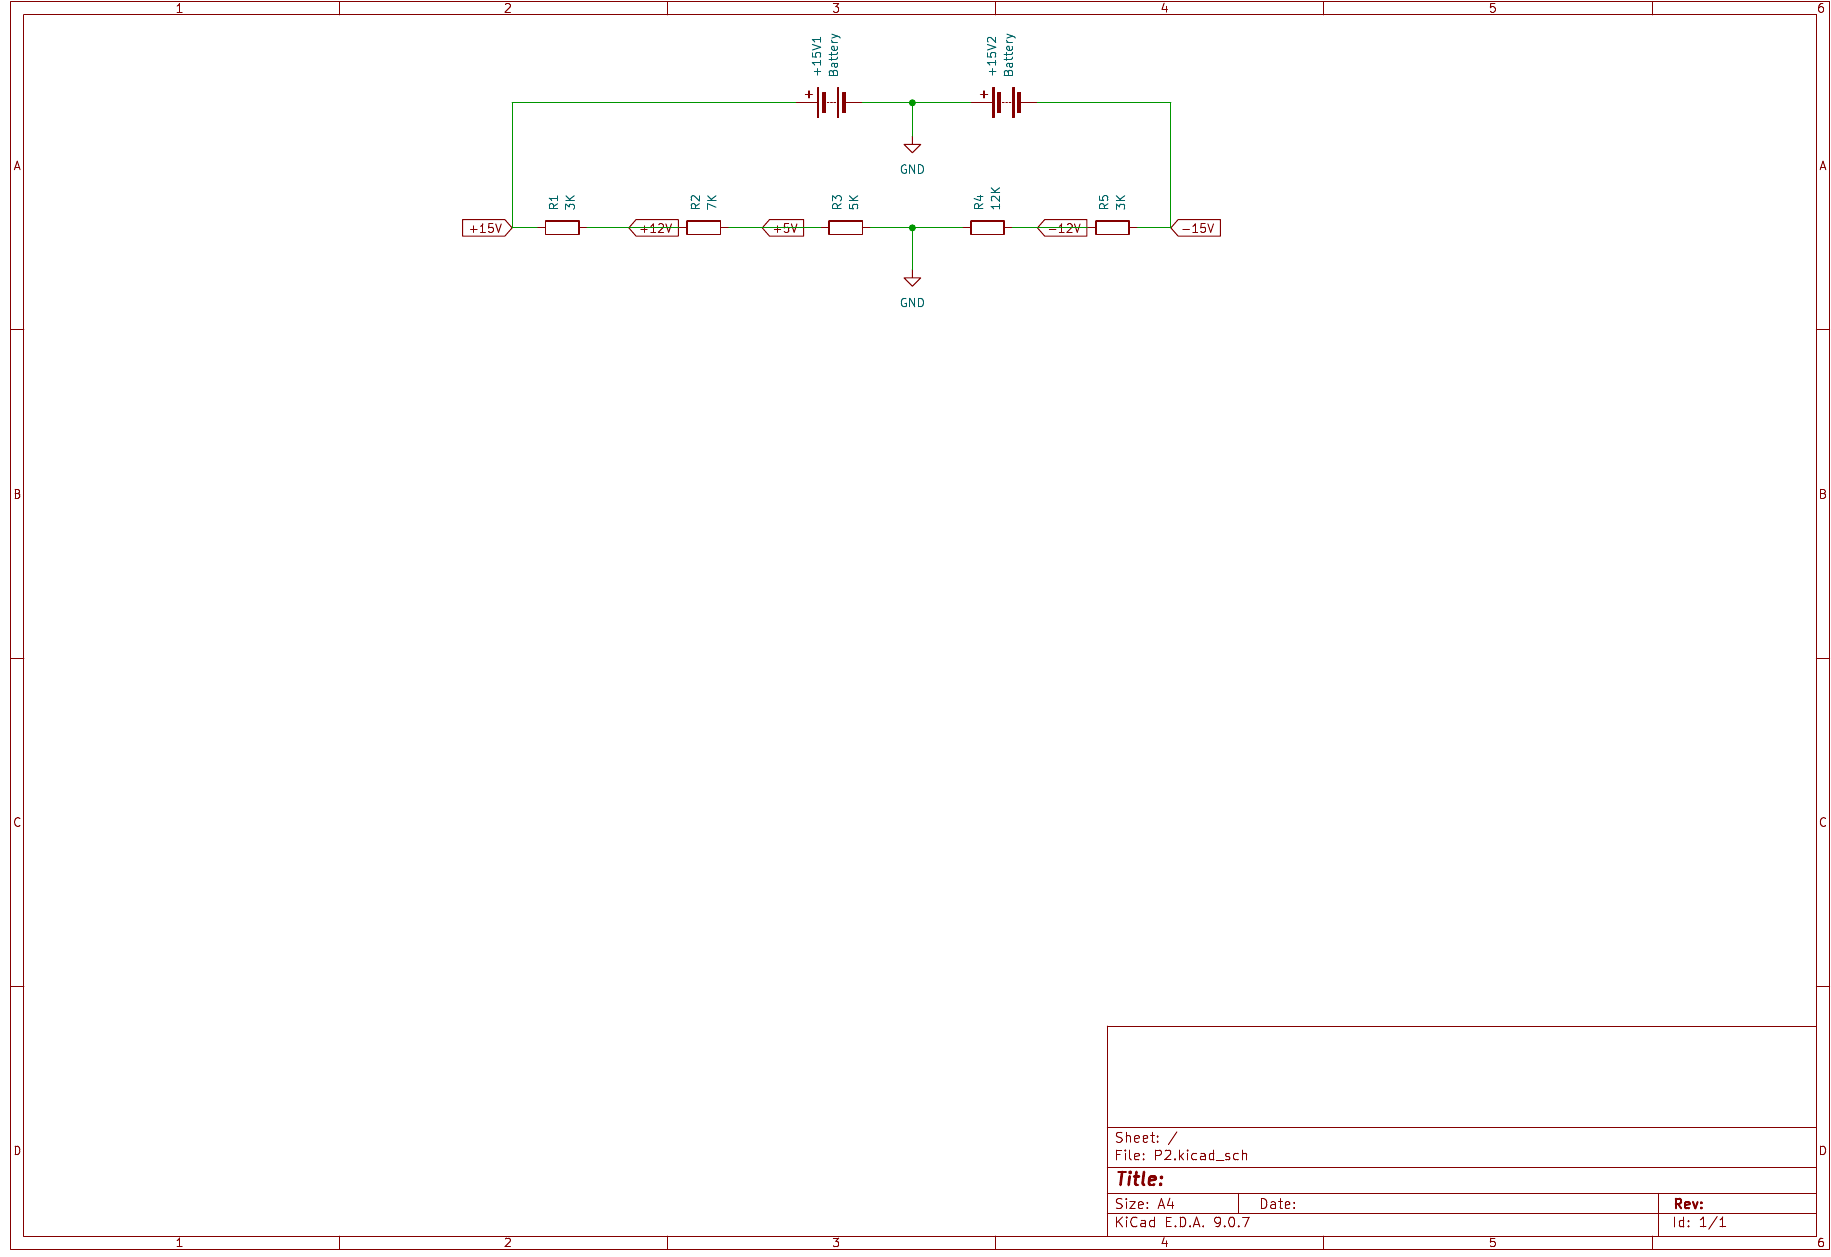 1 2 3 4 5 6
+15V1
Battery
+15V2
Battery
+ +
A A
GND
R1
3K
R2
7K
R3
5K
R4
12K
R5
3K
+15V +12V +5V -12V -15V
GND
B B
C C
D D
Sheet: /
File: P2.kicad_sch
Title:
Size: A4 Date: Rev:
KiCad E.D.A. 9.0.7 Id: 1/1
1 2 3 4 5 6